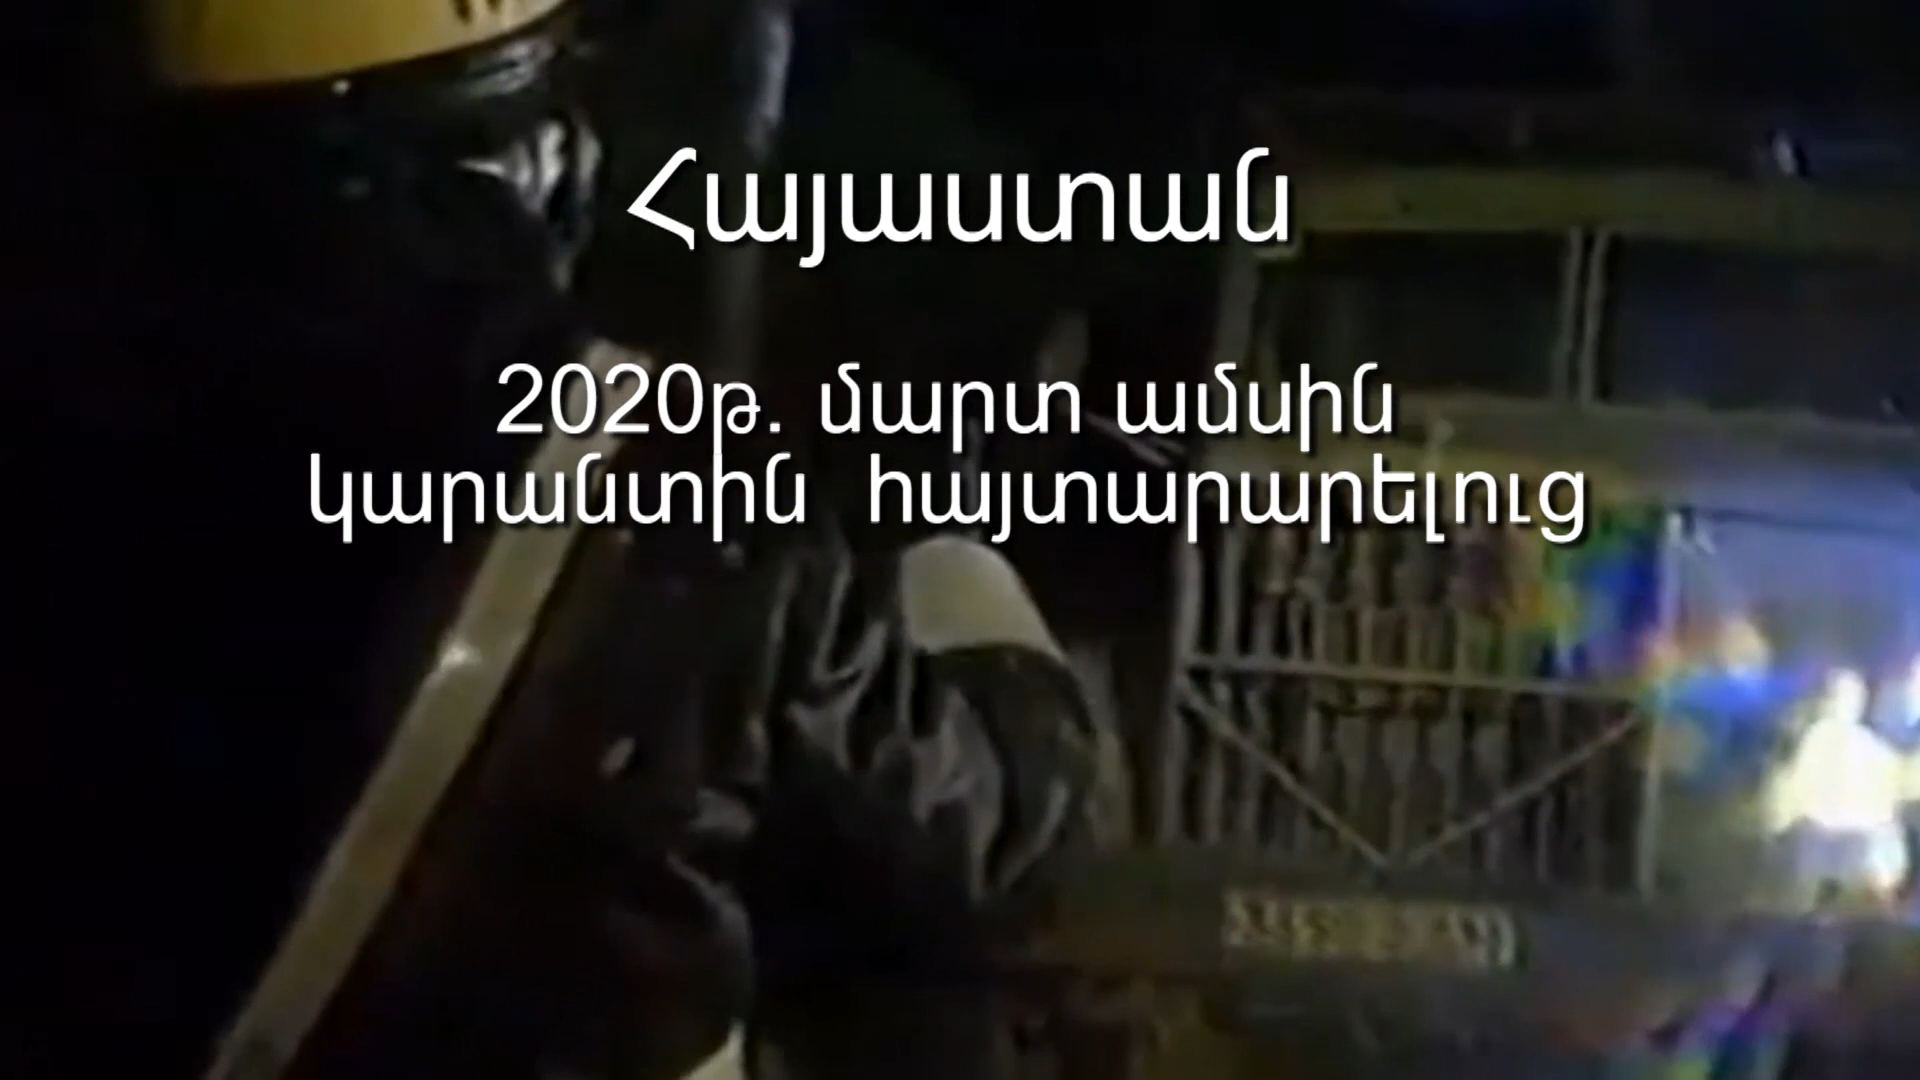 Հայաստան
2020թ. մարտ ամսին
կարանտին հայտարարելուց